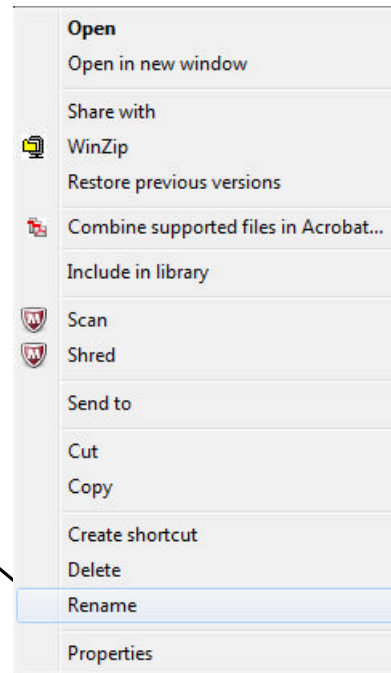 Open
Open in new window
Share with
WinZip
Restore previous versions
Combine supported files in Acrobat...
Include in library
Scan
Shred
Send to
Cut
Copy
Create shortcut
Delete
Rename
Properties